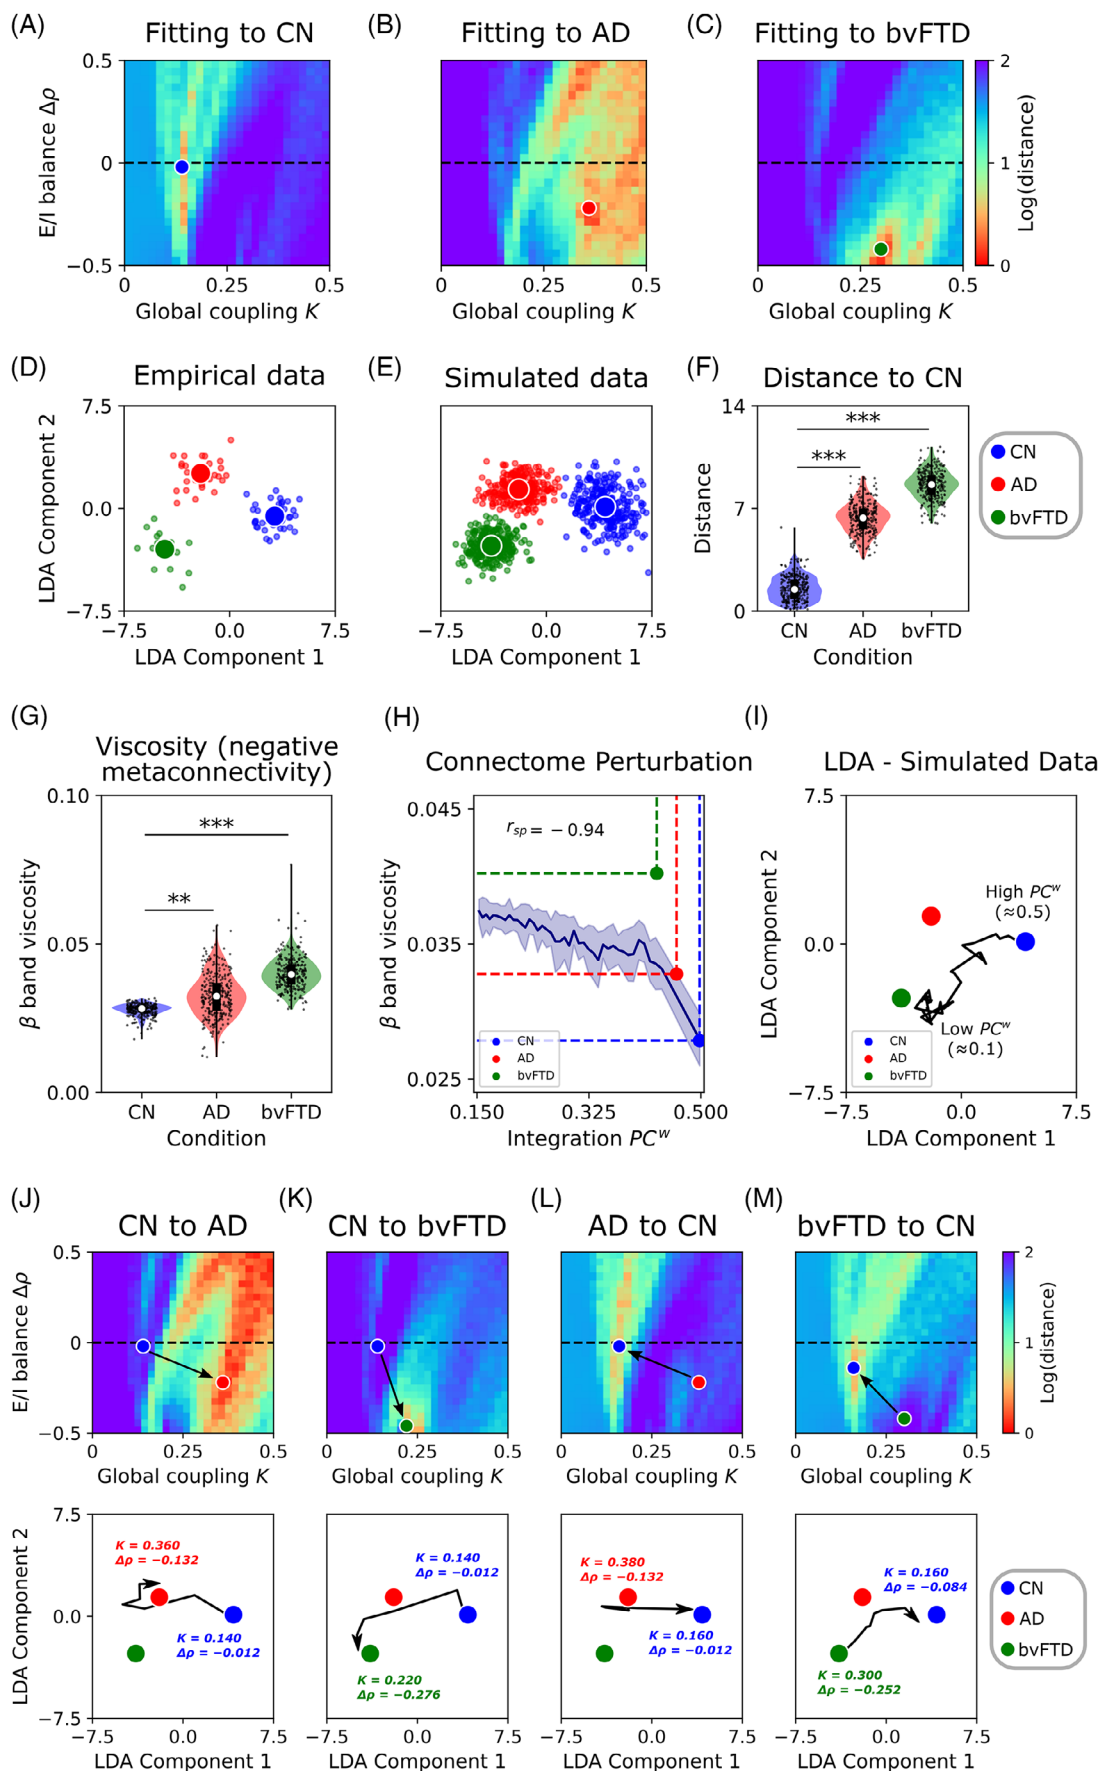 (A)
Fitting to CN
(B)
Fitting to AD
(C)
Fitting to bvFTD
E/I balance Δρ
0.5
0
−0.5
0
0.25
0.5
Global coupling K
0
0.25
0.5
Global coupling K
0
0.25
0.5
Global coupling K
2
1
0
Log(distance)
(D)
Empirical data
(E)
Simulated data
(F)
Distance to CN
LDA Component 2
7.5
0.0
−7.5
−7.5
0.0
7.5
LDA Component 1
−7.5
0.0
7.5
LDA Component 1
Distance
14
7
0
***
***
CN
AD
bvFTD
Condition
CN
AD
bvFTD
(G)
Viscosity (negative
metaconnectivity)
β band viscosity
0.10
0.05
0.00
***
**
CN
AD
bvFTD
Condition
(H)
Connectome Perturbation
β band viscosity
0.045
0.035
0.025
r_sp = −0.94
CN
AD
bvFTD
0.150
0.325
0.500
Integration PC^w
(I)
LDA - Simulated Data
LDA Component 2
7.5
0.0
−7.5
High PC^w
(≈0.5)
Low PC^w
(≈0.1)
CN
AD
bvFTD
−7.5
0.0
7.5
LDA Component 1
(J)
CN to AD
(K)
CN to bvFTD
(L)
AD to CN
(M)
bvFTD to CN
E/I balance Δρ
0.5
0
−0.5
0
0.25
0.5
Global coupling K
0
0.25
0.5
Global coupling K
0
0.25
0.5
Global coupling K
0
0.25
0.5
Global coupling K
2
1
0
Log(distance)
LDA Component 2
7.5
0.0
−7.5
K = 0.360
Δρ = −0.132
K = 0.140
Δρ = −0.012
−7.5
0.0
7.5
LDA Component 1
K = 0.140
Δρ = −0.012
K = 0.220
Δρ = −0.276
−7.5
0.0
7.5
LDA Component 1
K = 0.380
Δρ = −0.132
K = 0.160
Δρ = −0.012
−7.5
0.0
7.5
LDA Component 1
K = 0.160
Δρ = −0.084
K = 0.300
Δρ = −0.252
−7.5
0.0
7.5
LDA Component 1
CN
AD
bvFTD